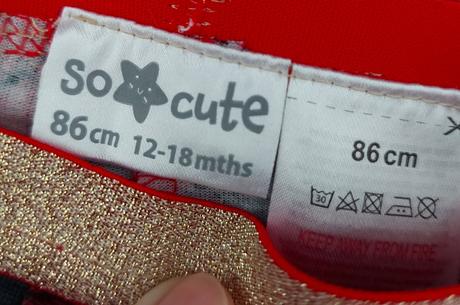 so cute
86cm 12-18mths
86cm
30
KEEP AWAY FROM FIRE